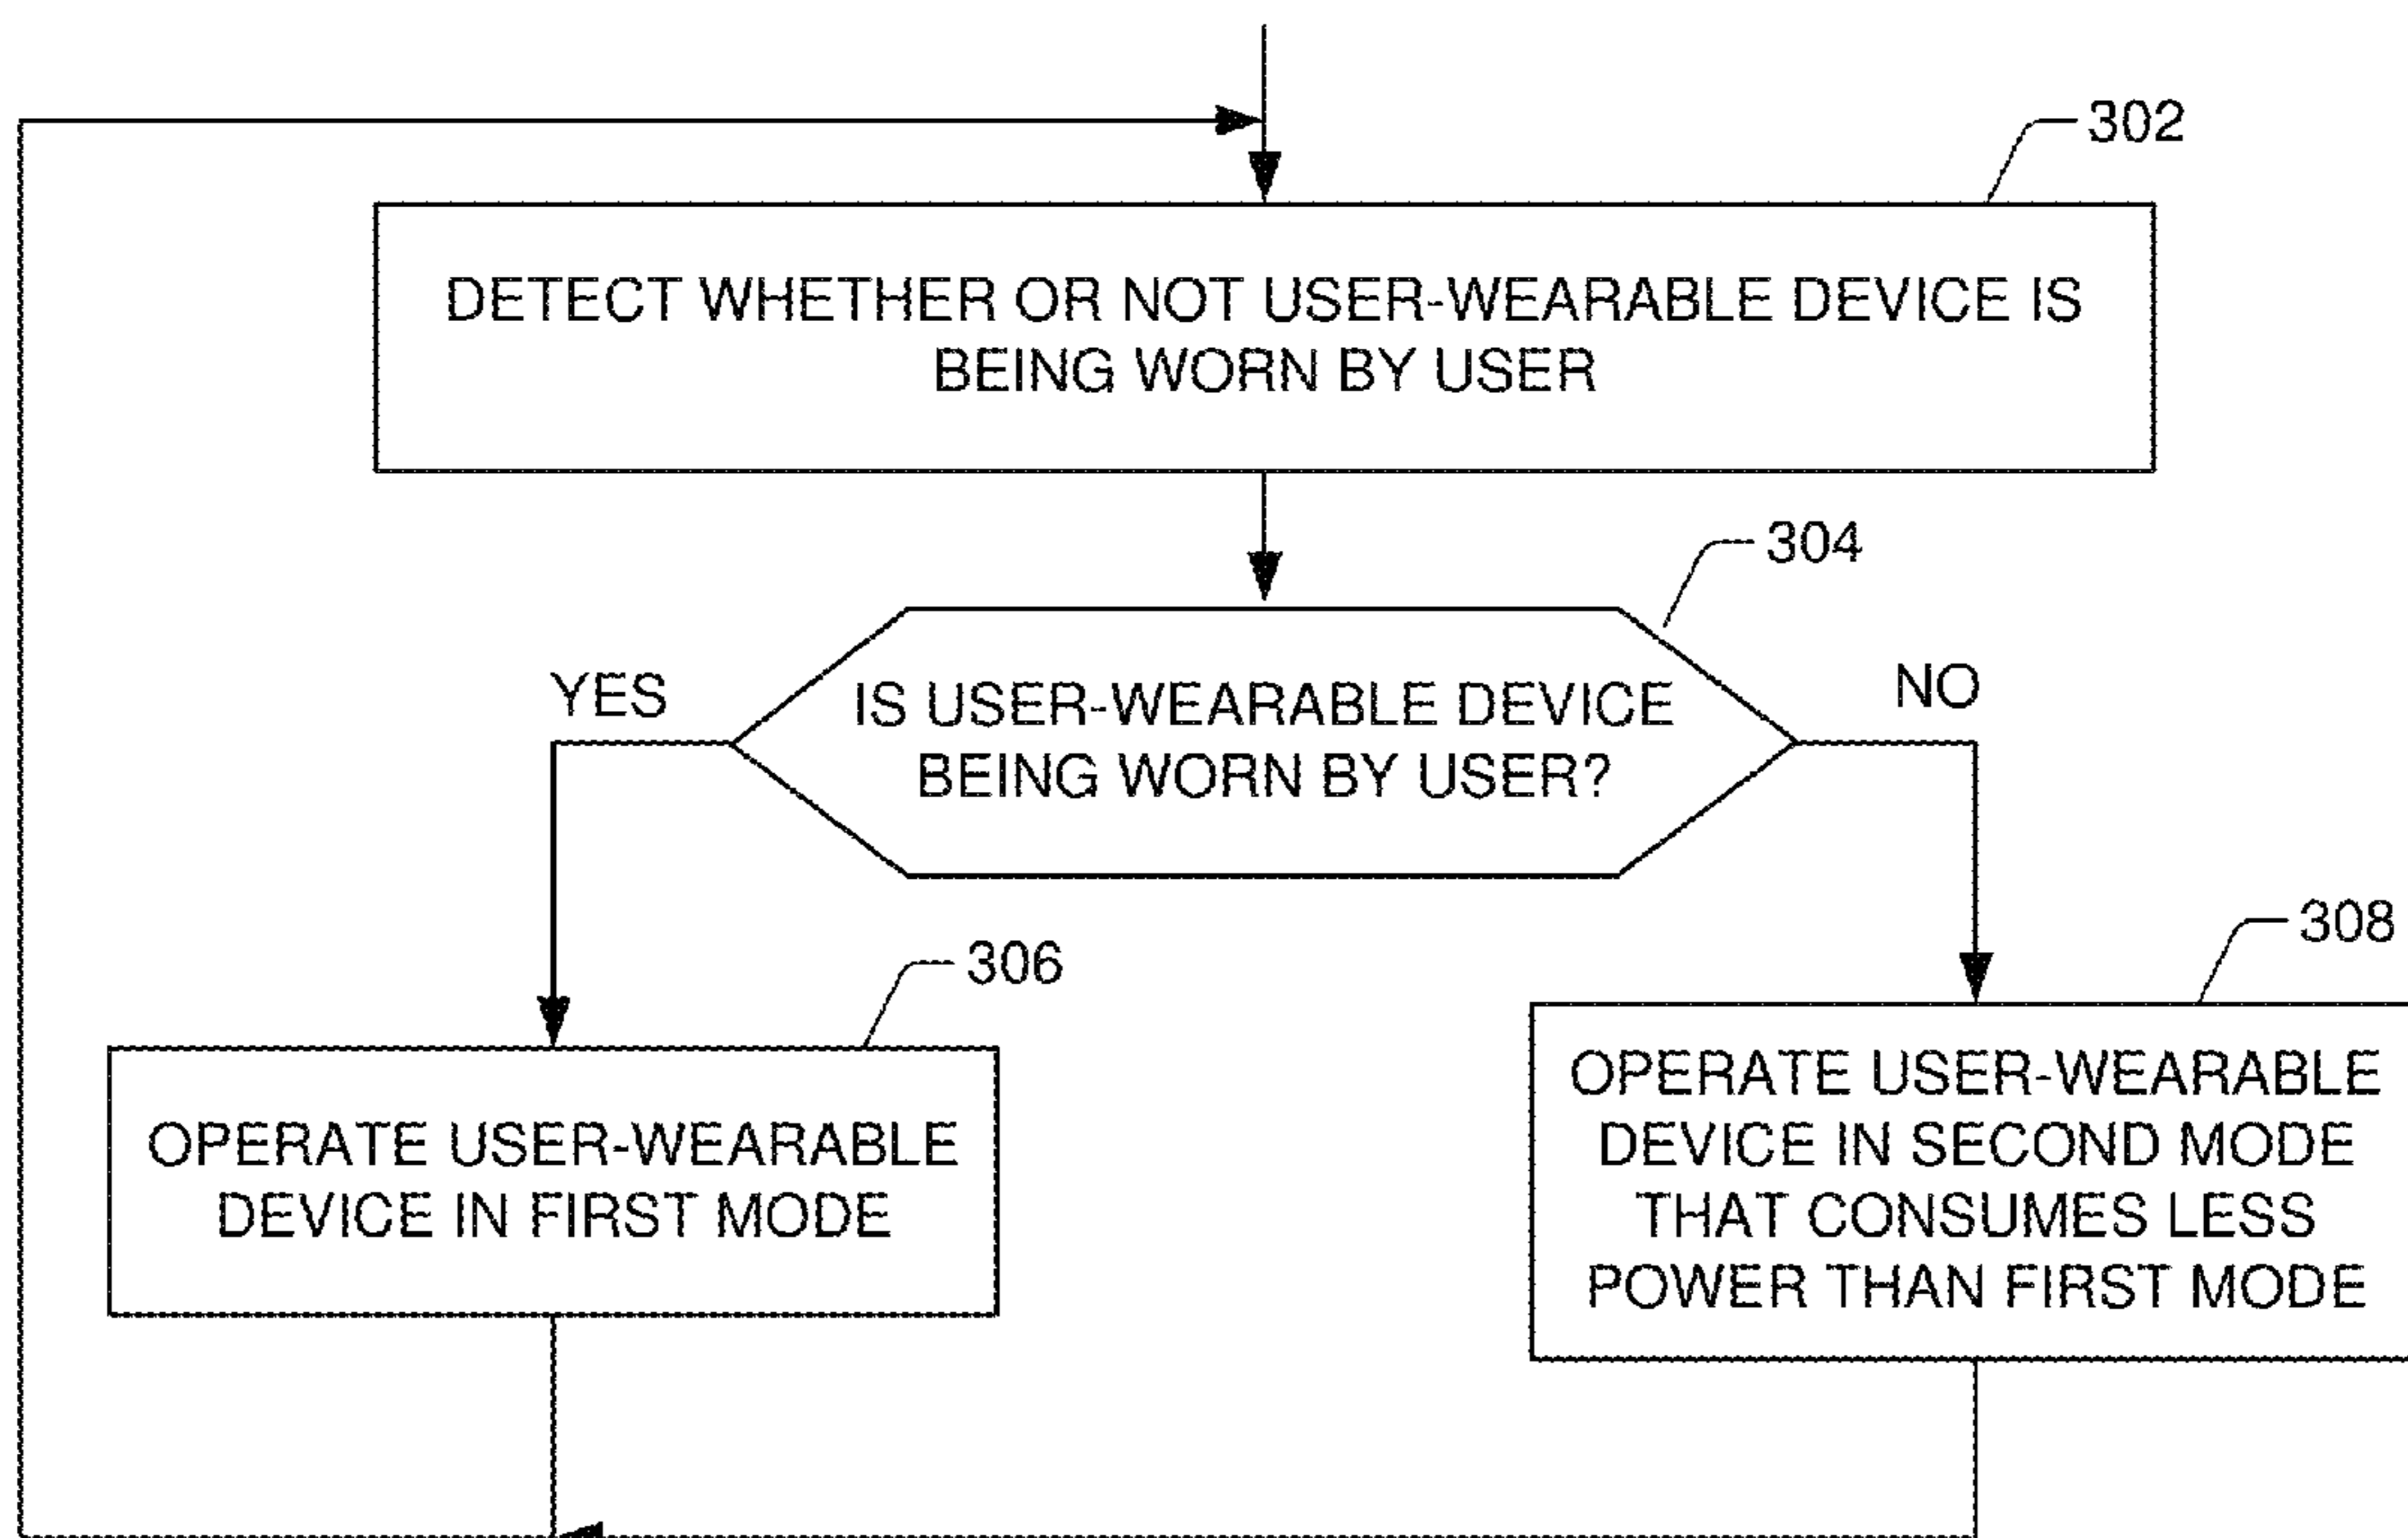 302
DETECT WHETHER OR NOT USER-WEARABLE DEVICE IS
BEING WORN BY USER
304
YES
IS USER-WEARABLE DEVICE
BEING WORN BY USER?
NO
306
308
OPERATE USER-WEARABLE
DEVICE IN FIRST MODE
OPERATE USER-WEARABLE
DEVICE IN SECOND MODE
THAT CONSUMES LESS
POWER THAN FIRST MODE